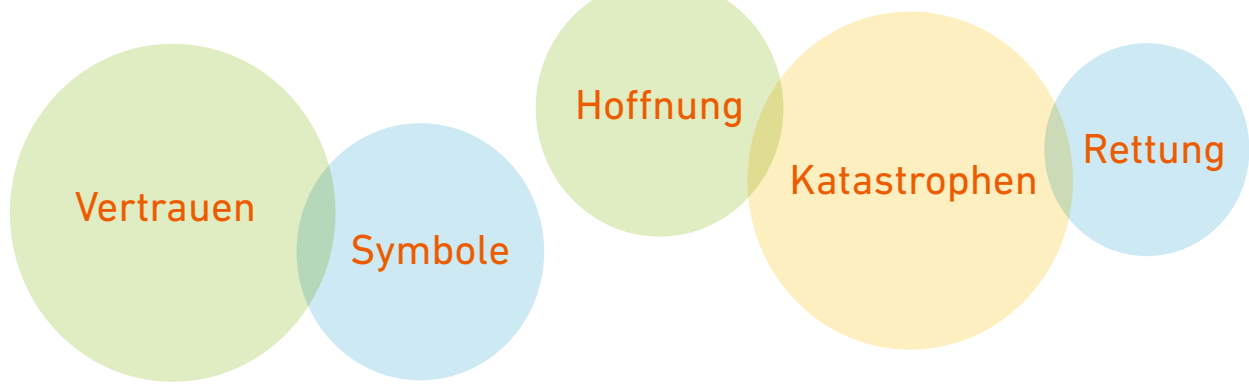 Vertrauen
Symbole
Hoffnung
Katastrophen
Rettung